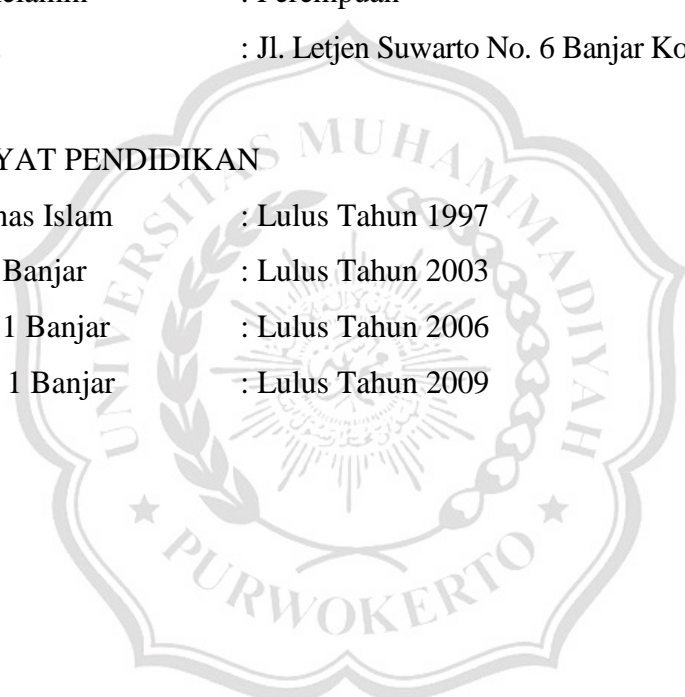 : Perempuan
: Jl. Letjen Suwarto No. 6 Banjar Ko
YAT PENDIDIKAN
nas Islam : Lulus Tahun 1997
Banjar : Lulus Tahun 2003
1 Banjar : Lulus Tahun 2006
1 Banjar : Lulus Tahun 2009
UNIVERSITAS MUHAMMADIYAH
PURWOKERTO